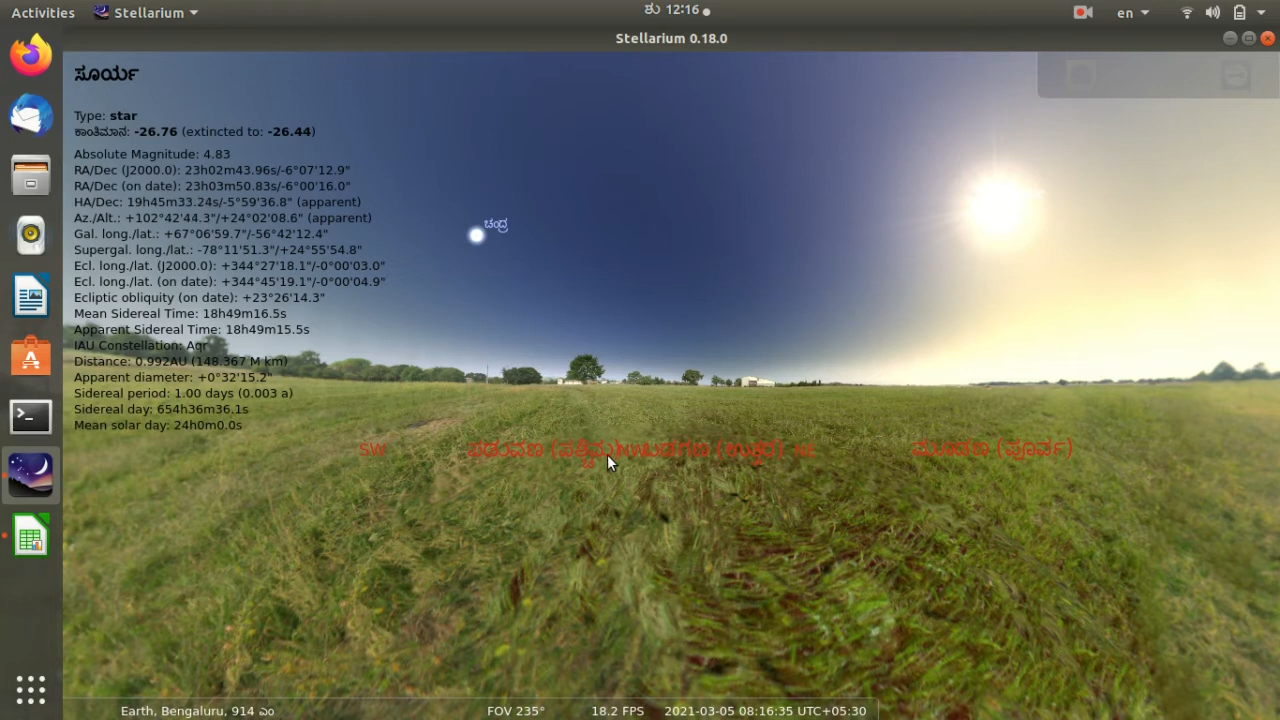 Activities Stellarium ಶು 12:16 en
Stellarium 0.18.0
ಸೂರ್ಯ
Type: star
ಕಾಂತಿಮಾನ: -26.76 (extincted to: -26.44)
Absolute Magnitude: 4.83
RA/Dec (J2000.0): 23h02m43.96s/-6°07'12.9"
RA/Dec (on date): 23h03m50.83s/-6°00'16.0"
HA/Dec: 19h45m33.24s/-5°59'36.8" (apparent)
Az./Alt.: +102°42'44.3"/+24°02'08.6" (apparent)
ಚಂದ್ರ
Gal. long./lat.: +67°06'59.7"/-56°42'12.4"
Supergal. long./lat.: -78°11'51.3"/+24°55'54.8"
Ecl. long./lat. (J2000.0): +344°27'18.1"/-0°00'03.0"
Ecl. long./lat. (on date): +344°45'19.1"/-0°00'04.9"
Ecliptic obliquity (on date): +23°26'14.3"
Mean Sidereal Time: 18h49m16.5s
Apparent Sidereal Time: 18h49m15.5s
IAU Constellation: Aqr
Distance: 0.992AU (148.367 M km)
Apparent diameter: +0°32'15.2"
Sidereal period: 1.00 days (0.003 a)
Sidereal day: 654h36m36.1s
Mean solar day: 24h0m0.0s
SW ಪಡುವಣ (ಪಶ್ಚಿಮ) NW ಬಡಗಣ (ಉತ್ತರ) NE ಮೂಡಣ (ಪೂರ್ವ)
Earth, Bengaluru, 914 ಎಂ FOV 235° 18.2 FPS 2021-03-05 08:16:35 UTC+05:30